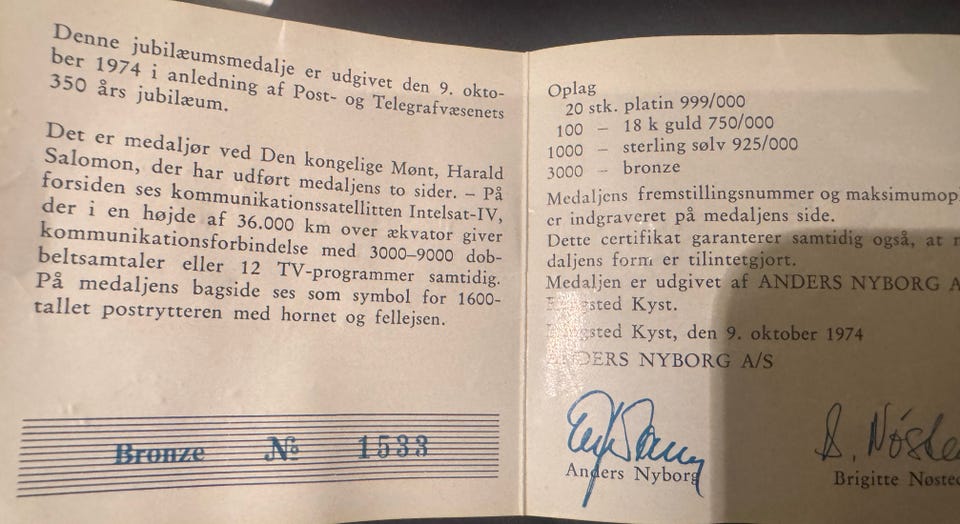 Denne jubilæumsmedalje er udgivet den 9. okto-
ber 1974 i anledning af Post- og Telegrafvæsenets
350 års jubilæum.
Det er medaljør ved Den kongelige Mønt, Harald
Salomon, der har udført medaljens to sider. – På
forsiden ses kommunikationssatellitten Intelsat-IV,
der i en højde af 36.000 km over ækvator giver
kommunikationsforbindelse med 3000–9000 dob-
beltsamtaler eller 12 TV-programmer samtidig.
På medaljens bagside ses som symbol for 1600-
tallet postrytteren med hornet og fellejsen.
Bronze № 1533
Oplag
20 stk. platin 999/000
100 – 18 k guld 750/000
1000 – sterling sølv 925/000
3000 – bronze
Medaljens fremstillingsnummer og maksimumopl
er indgraveret på medaljens side.
Dette certifikat garanterer samtidig også, at m
daljens form er tilintetgjort.
Medaljen er udgivet af ANDERS NYBORG A
sted Kyst.
sted Kyst, den 9. oktober 1974
DERS NYBORG A/S
Anders Nyborg
B. Nøste
Brigitte Nøsted